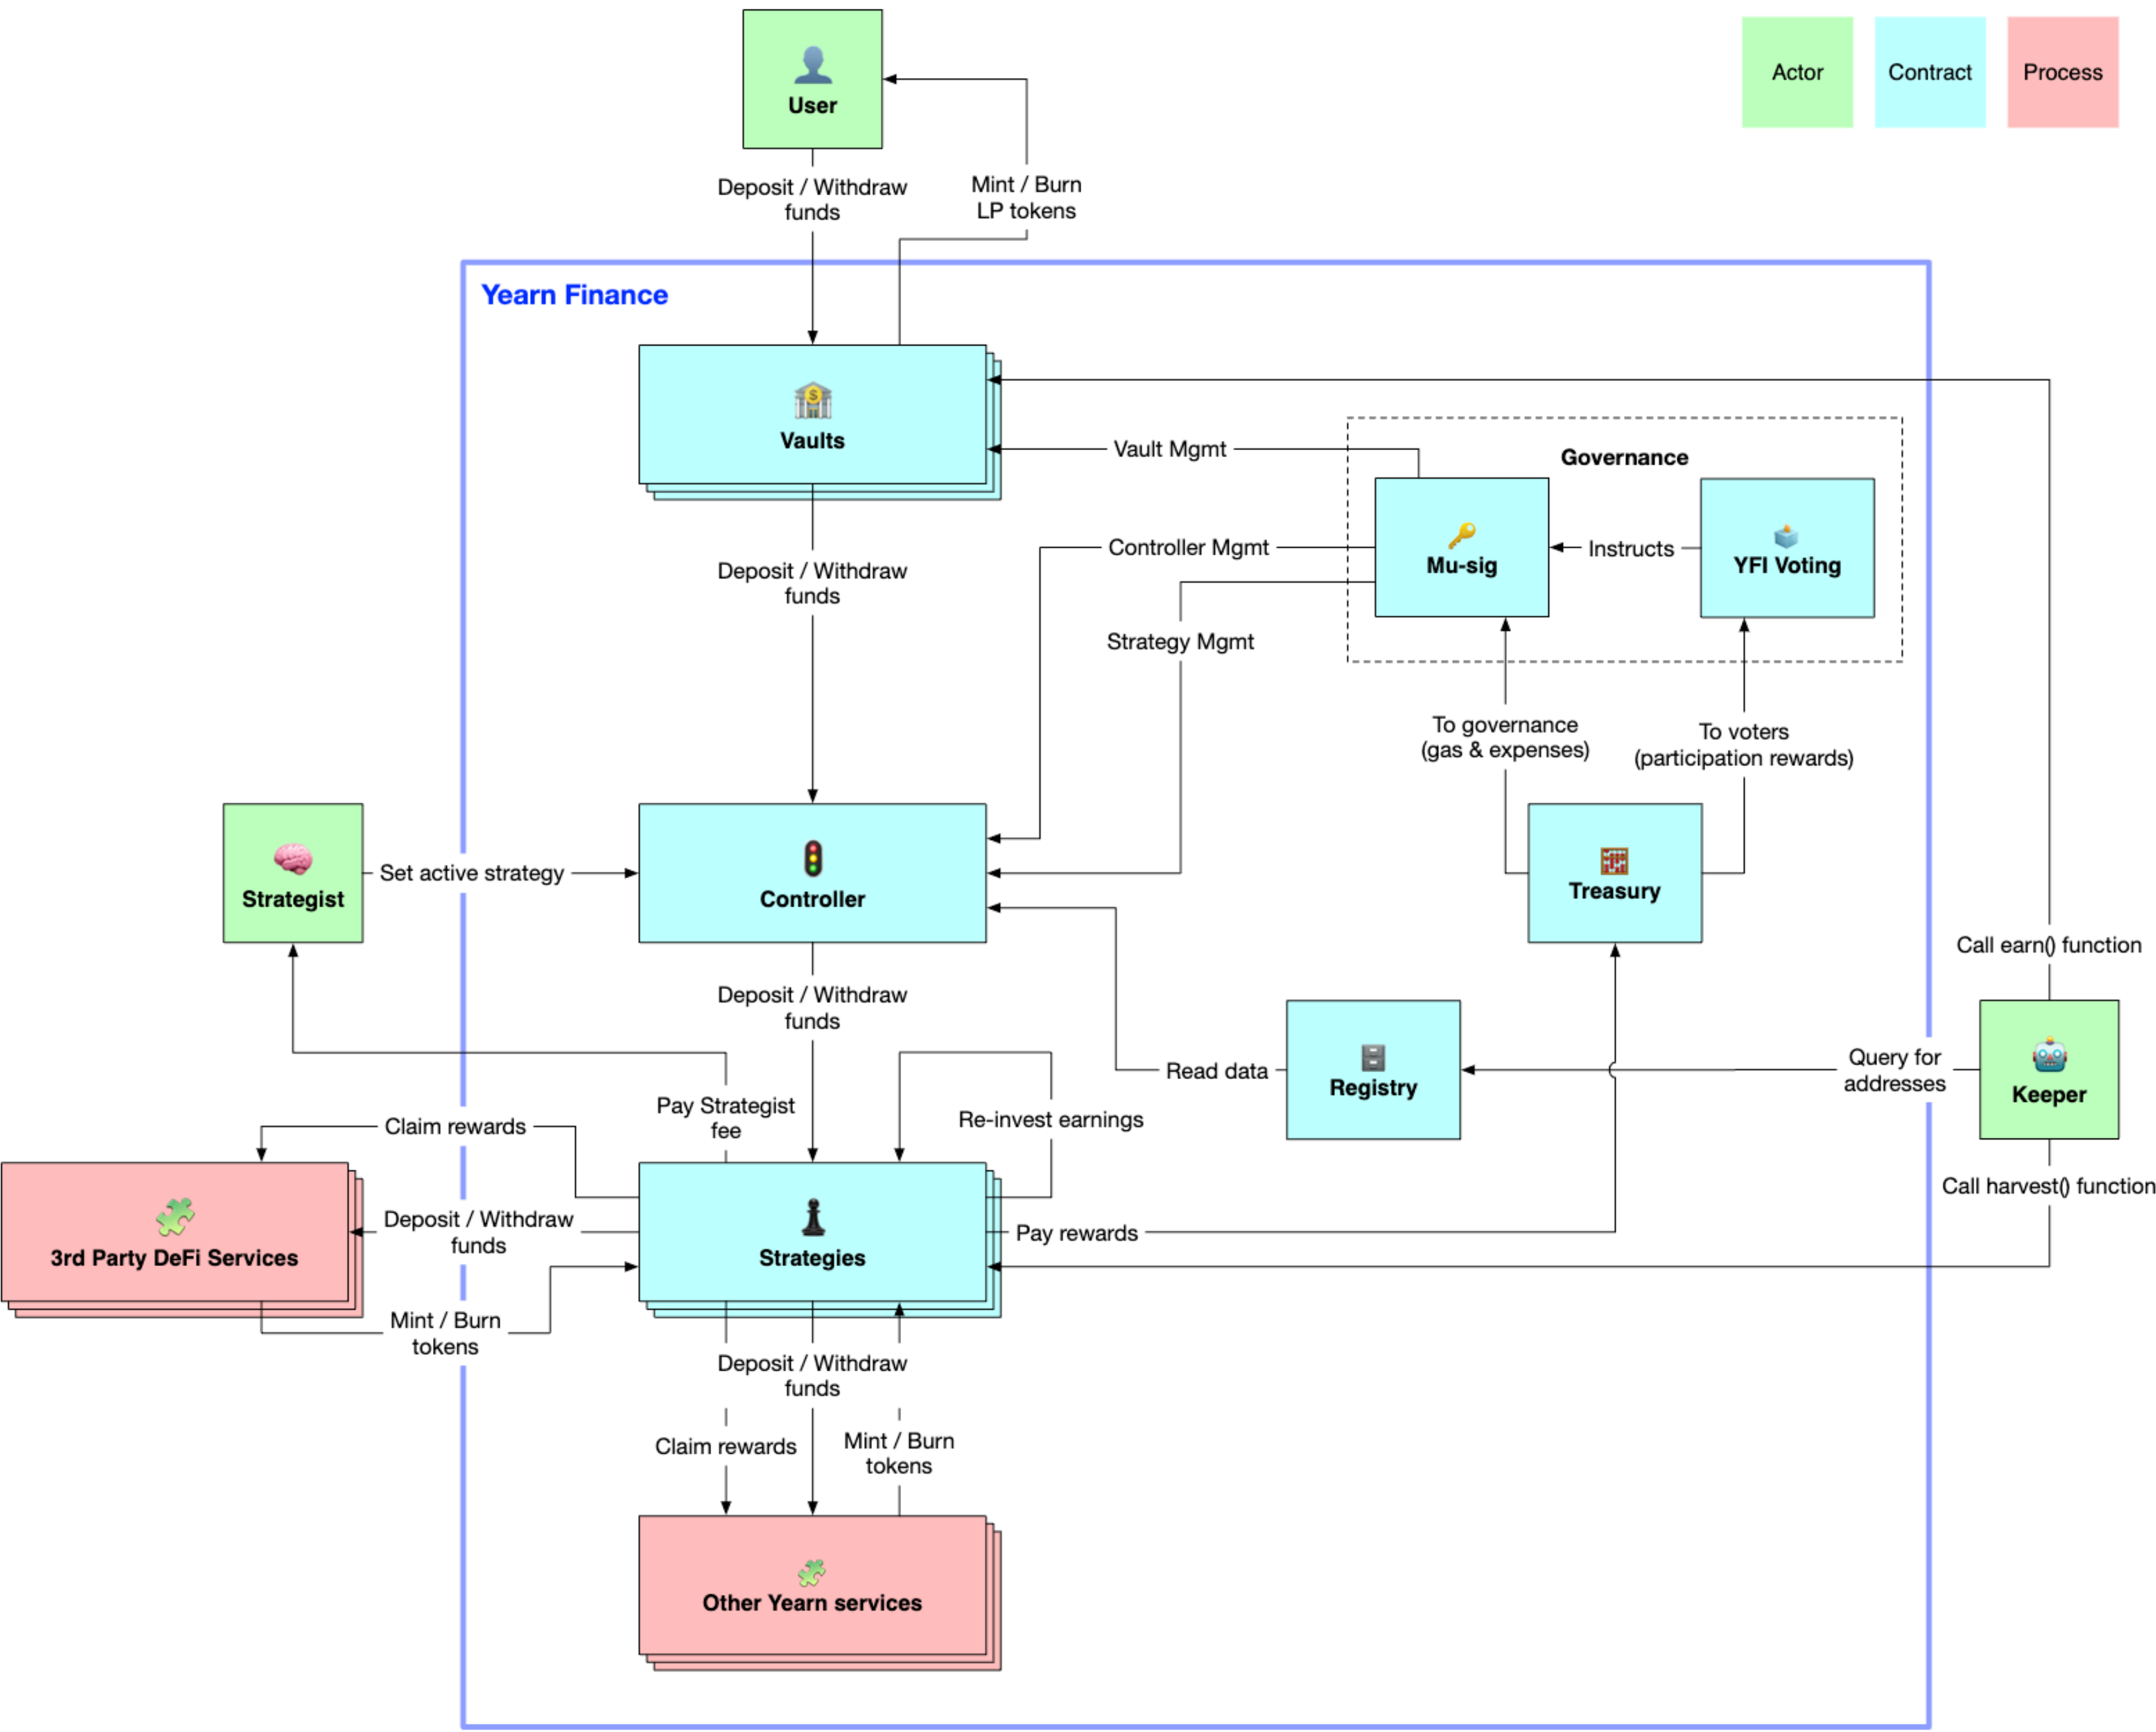 User
Actor
Contract
Process
Deposit / Withdraw
funds
Mint / Burn
LP tokens
Yearn Finance
Vaults
Vault Mgmt
Governance
Mu-sig
Instructs
YFI Voting
Controller Mgmt
Deposit / Withdraw
funds
Strategy Mgmt
To governance
(gas & expenses)
To voters
(participation rewards)
Strategist
Set active strategy
Controller
Treasury
Call earn() function
Deposit / Withdraw
funds
Read data
Registry
Query for
addresses
Keeper
Pay Strategist
fee
Re-invest earnings
Claim rewards
Call harvest() function
3rd Party DeFi Services
Deposit / Withdraw
funds
Strategies
Pay rewards
Mint / Burn
tokens
Deposit / Withdraw
funds
Claim rewards
Mint / Burn
tokens
Other Yearn services